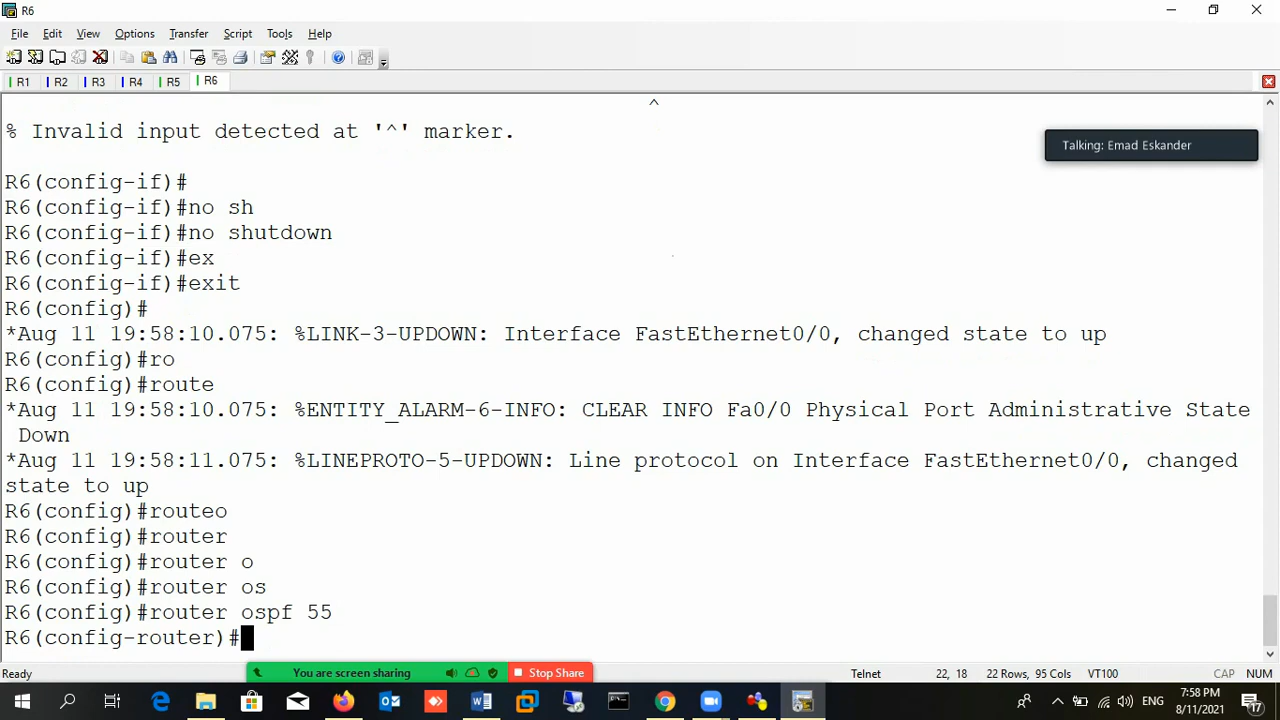 R6
File Edit View Options Transfer Script Tools Help
R1 R2 R3 R4 R5 R6
^
% Invalid input detected at '^' marker.
Talking: Emad Eskander
R6(config-if)#
R6(config-if)#no sh
R6(config-if)#no shutdown
R6(config-if)#ex
R6(config-if)#exit
R6(config)#
*Aug 11 19:58:10.075: %LINK-3-UPDOWN: Interface FastEthernet0/0, changed state to up
R6(config)#ro
R6(config)#route
*Aug 11 19:58:10.075: %ENTITY_ALARM-6-INFO: CLEAR INFO Fa0/0 Physical Port Administrative State
Down
*Aug 11 19:58:11.075: %LINEPROTO-5-UPDOWN: Line protocol on Interface FastEthernet0/0, changed
state to up
R6(config)#routeo
R6(config)#router
R6(config)#router o
R6(config)#router os
R6(config)#router ospf 55
R6(config-router)#
You are screen sharing Stop Share
Ready Telnet 22, 18 22 Rows, 95 Cols VT100 CAP NUM
ENG 7:58 PM
8/11/2021 17